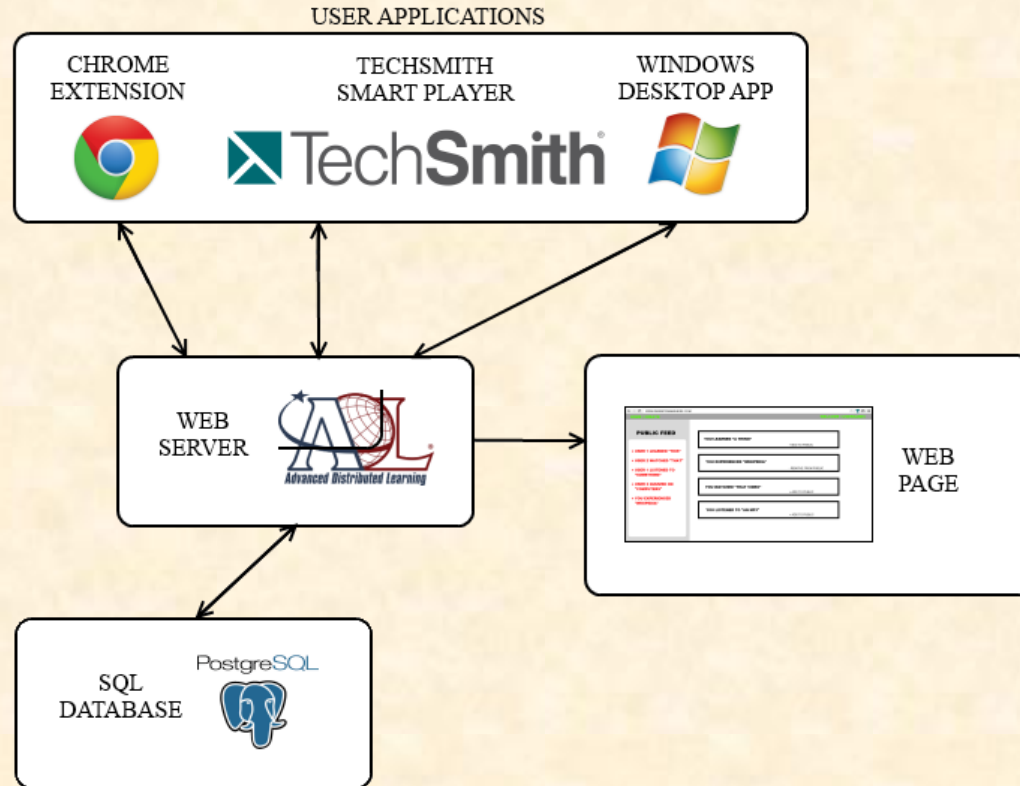 USER APPLICATIONS
CHROME
EXTENSION
TECHSMITH
SMART PLAYER
WINDOWS
DESKTOP APP
TechSmith
WEB
SERVER
ADL
Advanced Distributed Learning
PUBLIC FEED
WEB
PAGE
PostgreSQL
SQL
DATABASE